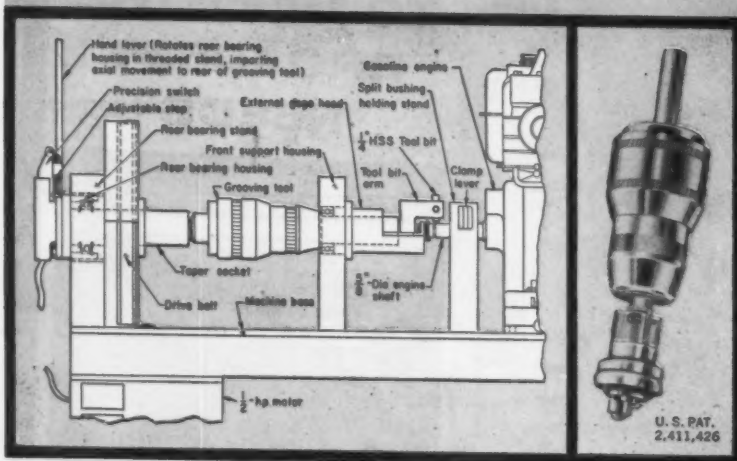 Hand lever (Rotates rear bearing
housing in threaded stand, imparting
axial movement to rear of grooving tool)
Precision switch
Adjustable stop
Rear bearing stand
Rear bearing housing
Front support housing
Grooving tool
External gage head
Gasoline engine
Split bushing
holding stand
1/4" HSS Tool bit
Tool bit
arm
Clamp
lever
Taper socket
Drive belt
Machine base
5/8"-Dia engine
shaft
1/2-hp motor
U. S. PAT.
2,411,426